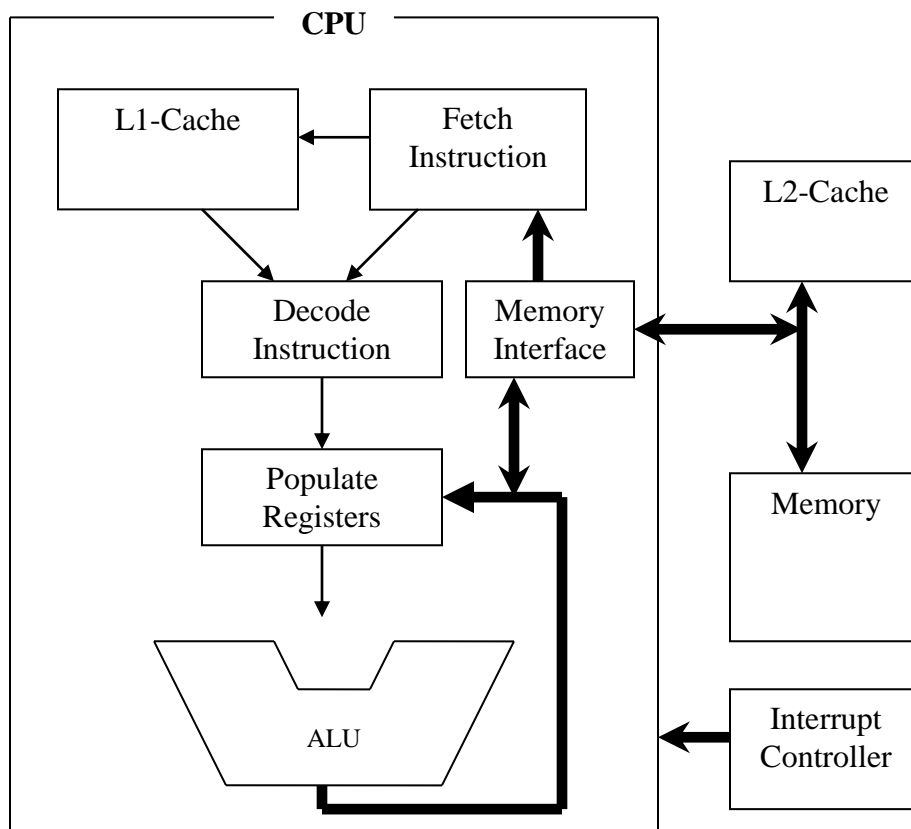 CPU
L1-Cache
Fetch
Instruction
L2-Cache
Decode
Instruction
Memory
Interface
Populate
Registers
Memory
ALU
Interrupt
Controller